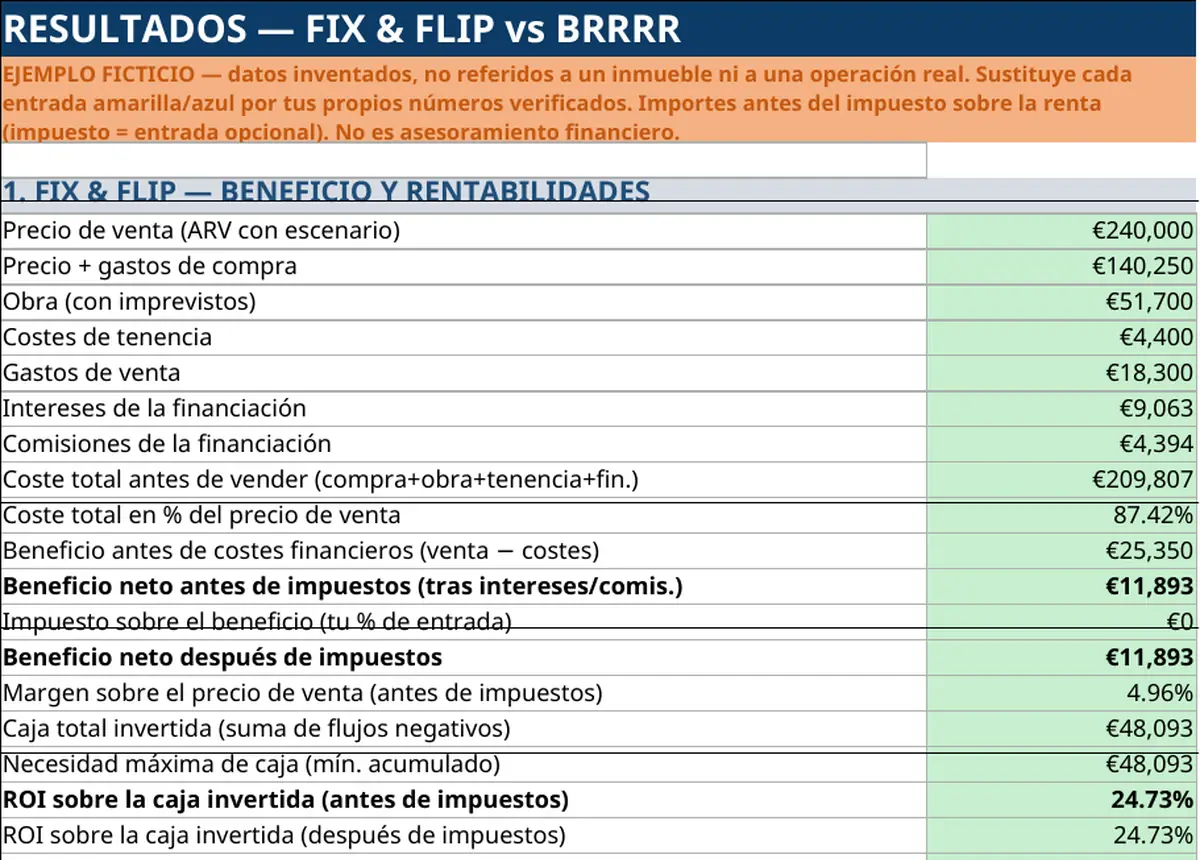 RESULTADOS — FIX & FLIP vs BRRRR
EJEMPLO FICTICIO — datos inventados, no referidos a un inmueble ni a una operación real. Sustituye cada
entrada amarilla/azul por tus propios números verificados. Importes antes del impuesto sobre la renta
(impuesto = entrada opcional). No es asesoramiento financiero.
1. FIX & FLIP — BENEFICIO Y RENTABILIDADES
Precio de venta (ARV con escenario) €240,000
Precio + gastos de compra €140,250
Obra (con imprevistos) €51,700
Costes de tenencia €4,400
Gastos de venta €18,300
Intereses de la financiación €9,063
Comisiones de la financiación €4,394
Coste total antes de vender (compra+obra+tenencia+fin.) €209,807
Coste total en % del precio de venta 87.42%
Beneficio antes de costes financieros (venta − costes) €25,350
Beneficio neto antes de impuestos (tras intereses/comis.) €11,893
Impuesto sobre el beneficio (tu % de entrada) €0
Beneficio neto después de impuestos €11,893
Margen sobre el precio de venta (antes de impuestos) 4.96%
Caja total invertida (suma de flujos negativos) €48,093
Necesidad máxima de caja (mín. acumulado) €48,093
ROI sobre la caja invertida (antes de impuestos) 24.73%
ROI sobre la caja invertida (después de impuestos) 24.73%